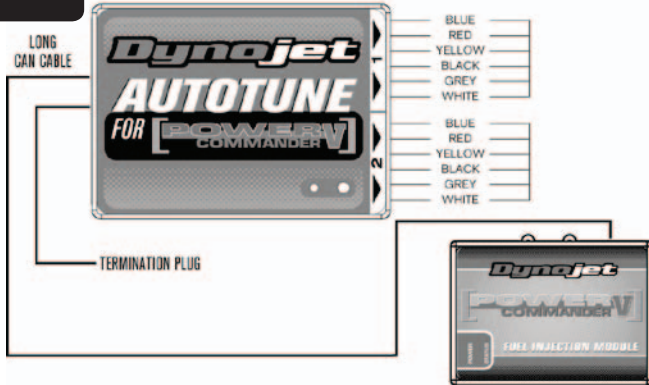 LONG
CAN CABLE
Dynojet
AUTOTUNE
FOR [POWER V]
COMMANDER
1
2
BLUE
RED
YELLOW
BLACK
GREY
WHITE
BLUE
RED
YELLOW
BLACK
GREY
WHITE
TERMINATION PLUG
Dynojet
[POWER V]
COMMANDER
FUEL INJECTION MODULE